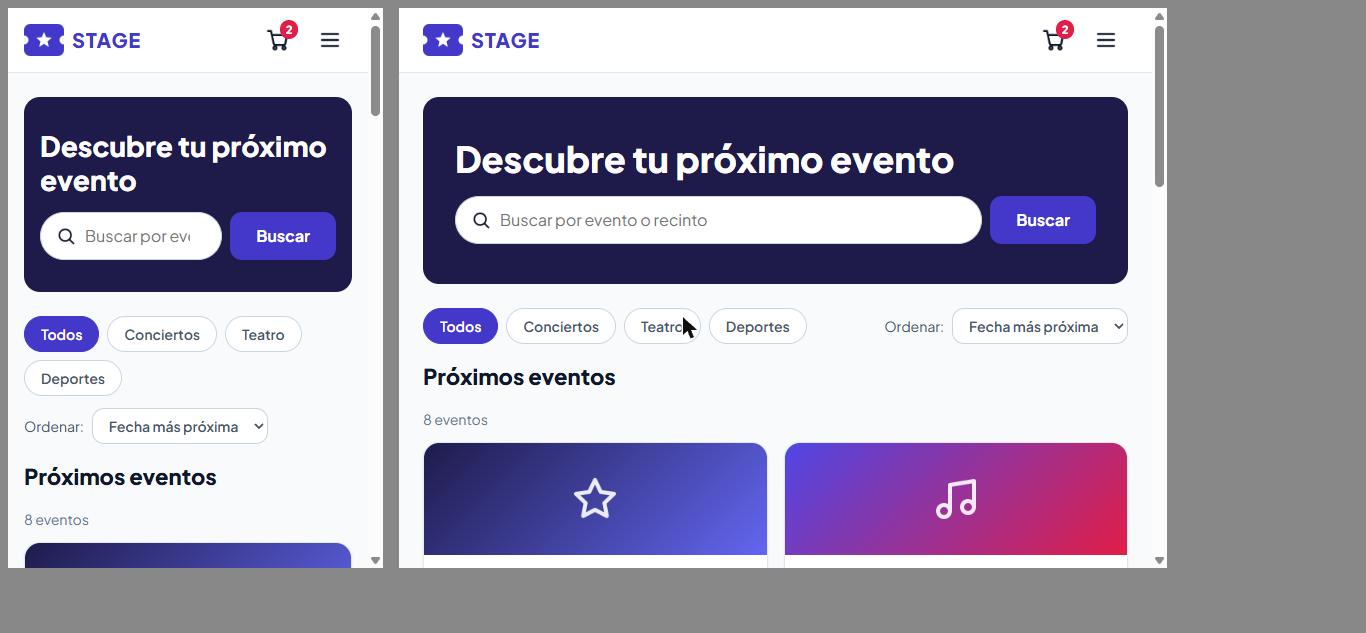 STAGE
2
Descubre tu próximo
evento
Buscar por eve
Buscar
Todos
Conciertos
Teatro
Deportes
Ordenar:
Fecha más próxima
Próximos eventos
8 eventos
STAGE
2
Descubre tu próximo evento
Buscar por evento o recinto
Buscar
Todos
Conciertos
Teatro
Deportes
Ordenar:
Fecha más próxima
Próximos eventos
8 eventos